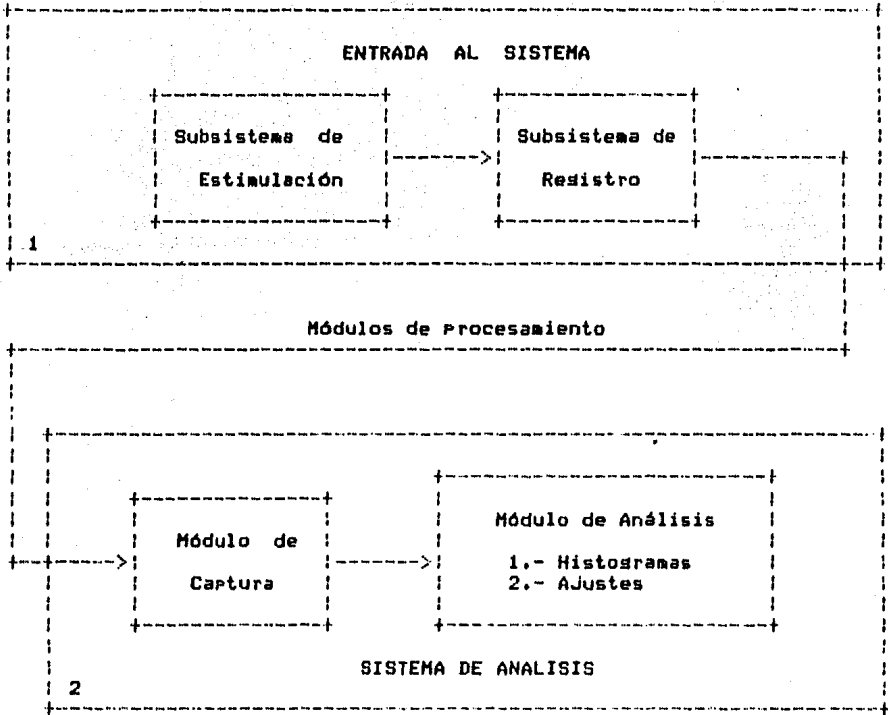 ENTRADA AL SISTEMA
Subsistema de
Estimulación
Subsistema de
Registro
1
Módulos de procesamiento
Módulo de
Captura
Módulo de Análisis
1.- Histogramas
2.- Ajustes
SISTEMA DE ANALISIS
2